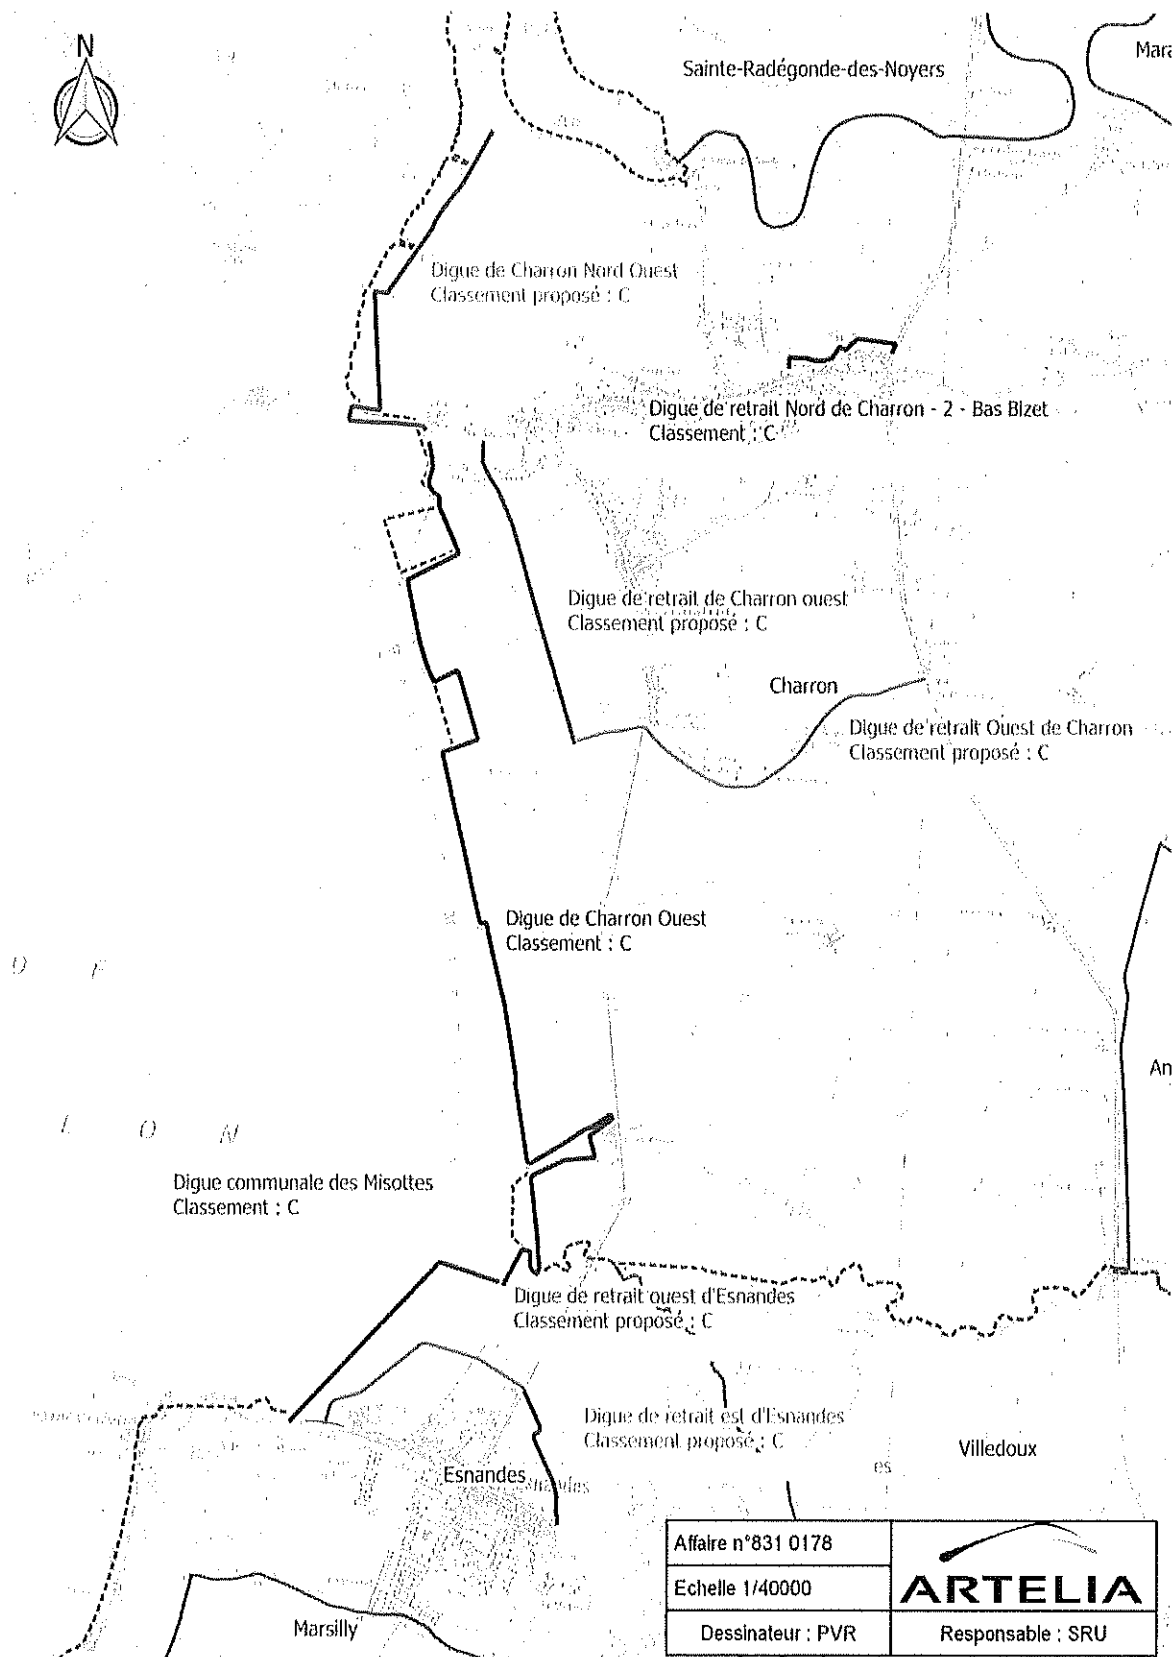 N
Sainte-Radégonde-des-Noyers
Mara
Digue de Charron Nord Ouest
Classement proposé : C
Digue de retrait Nord de Charron - 2 - Bas Bizet
Classement : C
Digue de retrait de Charron ouest
Classement proposé : C
Charron
Digue de retrait Ouest de Charron
Classement proposé : C
Digue de Charron Ouest
Classement : C
D E
An
L O N
Digue communale des Misottes
Classement : C
Digue de retrait ouest d'Esnandes
Classement proposé : C
Digue de retrait est d'Esnandes
Classement proposé : C
Villedoux
es
Esnandes
Marsilly
Affaire n°831 0178
Echelle 1/40000
ARTELIA
Dessinateur : PVR
Responsable : SRU